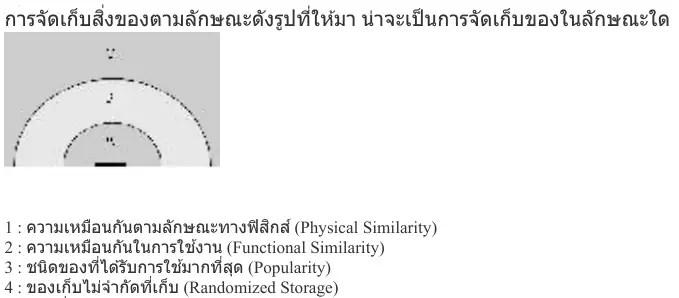 การจัดเก็บสิ่งของตามลักษณะดังรูปที่ให้มา น่าจะเป็นการจัดเก็บของในลักษณะใด
1 : ความเหมือนกันตามลักษณะทางฟิสิกส์ (Physical Similarity)
2 : ความเหมือนกันในการใช้งาน (Functional Similarity)
3 : ชนิดของที่ได้รับการใช้มากที่สุด (Popularity)
4 : ของเก็บไม่จำกัดที่เก็บ (Randomized Storage)